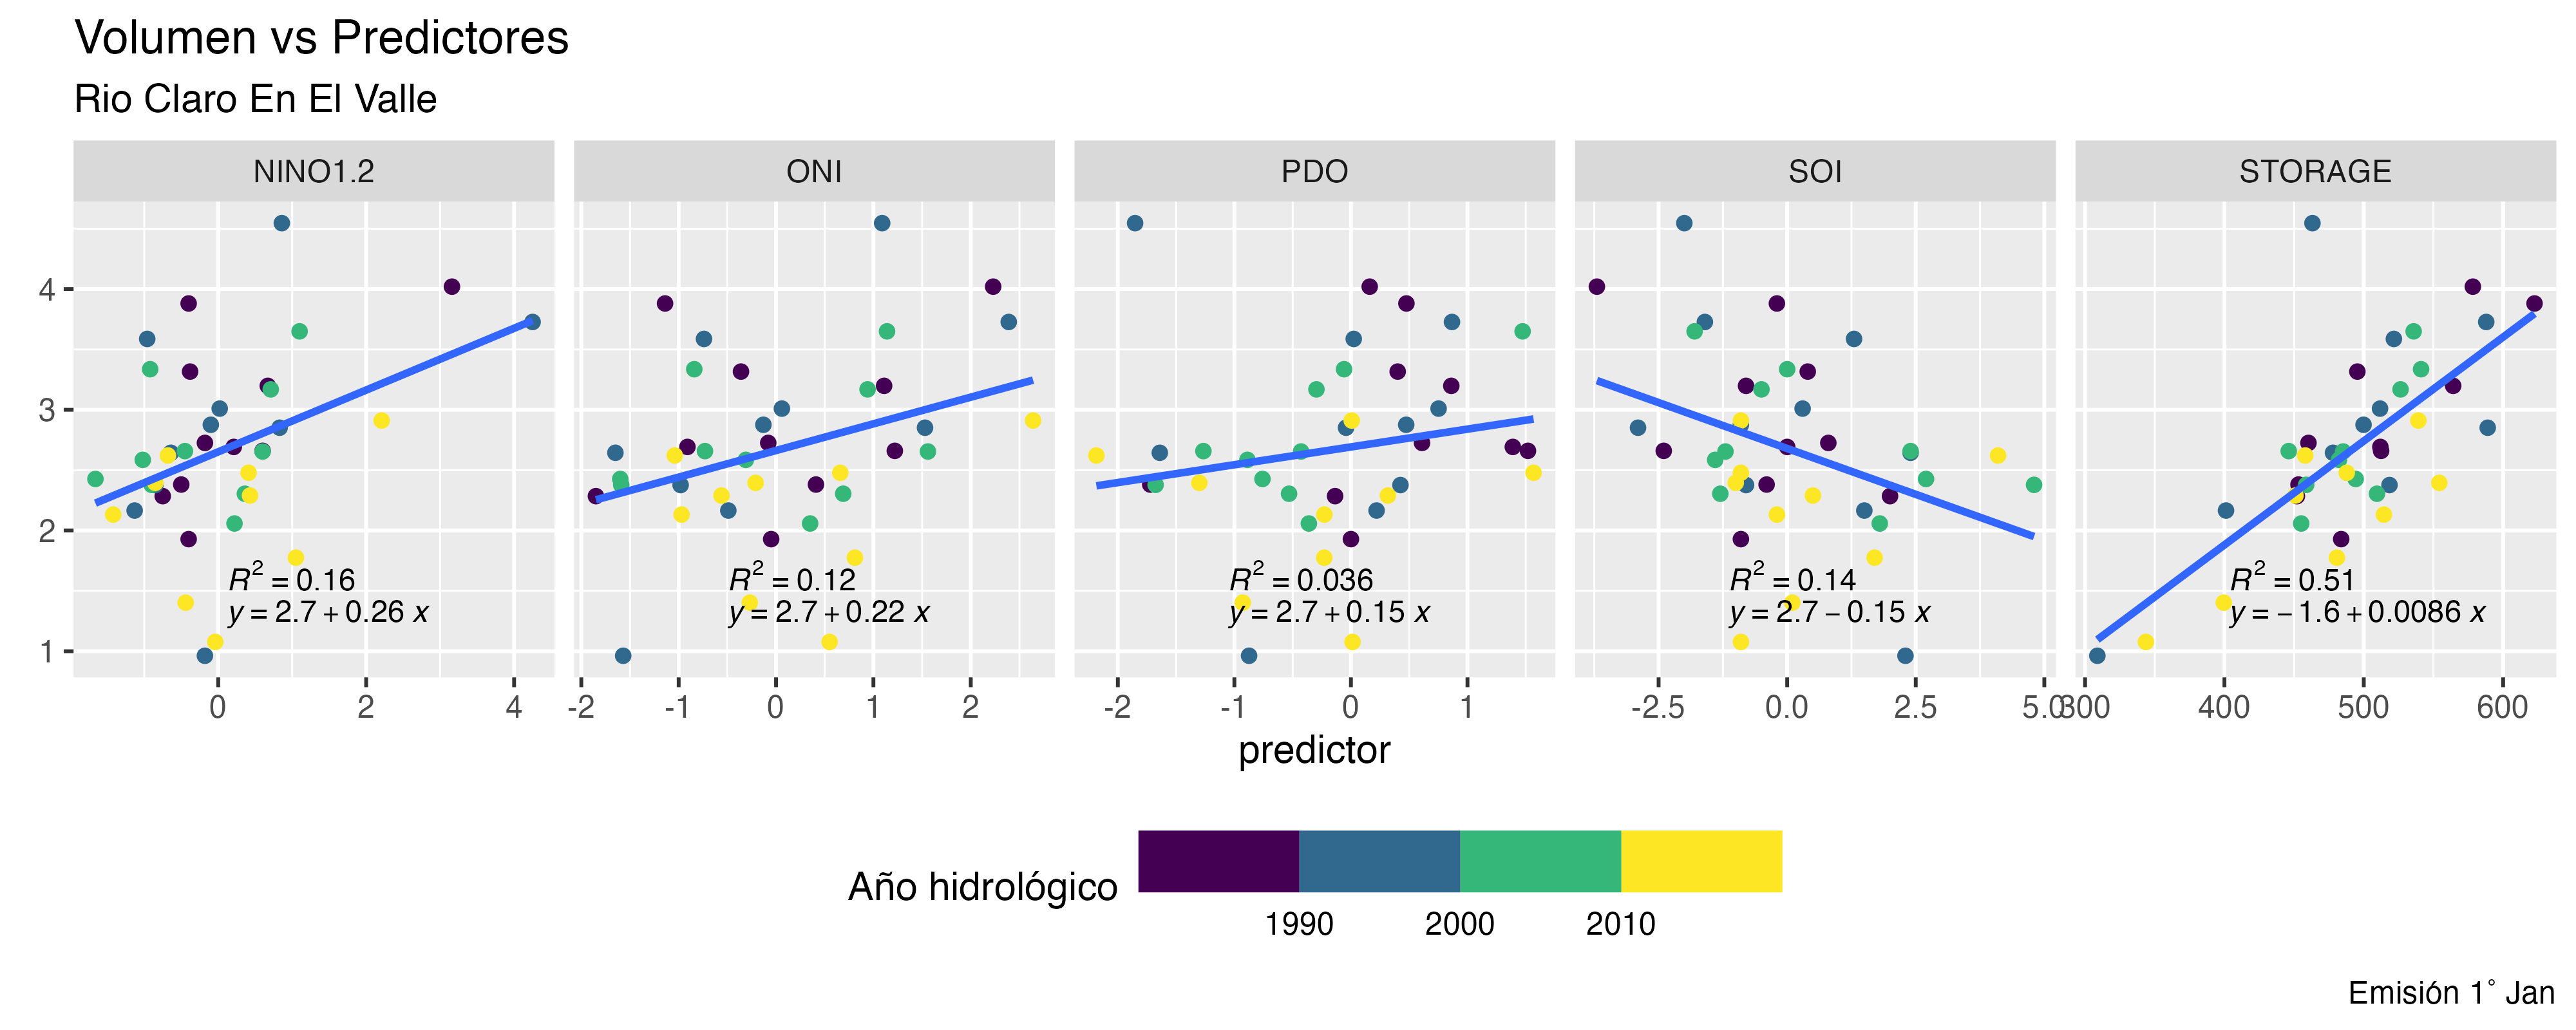 Volumen vs Predictores
Rio Claro En El Valle
NINO1.2 ONI PDO SOI STORAGE
4
3
2
1
R² = 0.16 R² = 0.12 R² = 0.036 R² = 0.14 R² = 0.51
y = 2.7 + 0.26 x y = 2.7 + 0.22 x y = 2.7 + 0.15 x y = 2.7 − 0.15 x y = − 1.6 + 0.0086 x
0 2 4 -2 -1 0 1 2 -2 -1 0 1 -2.5 0.0 2.5 5.0 300 400 500 600
predictor
Año hidrológico
1990 2000 2010
Emisión 1° Jan